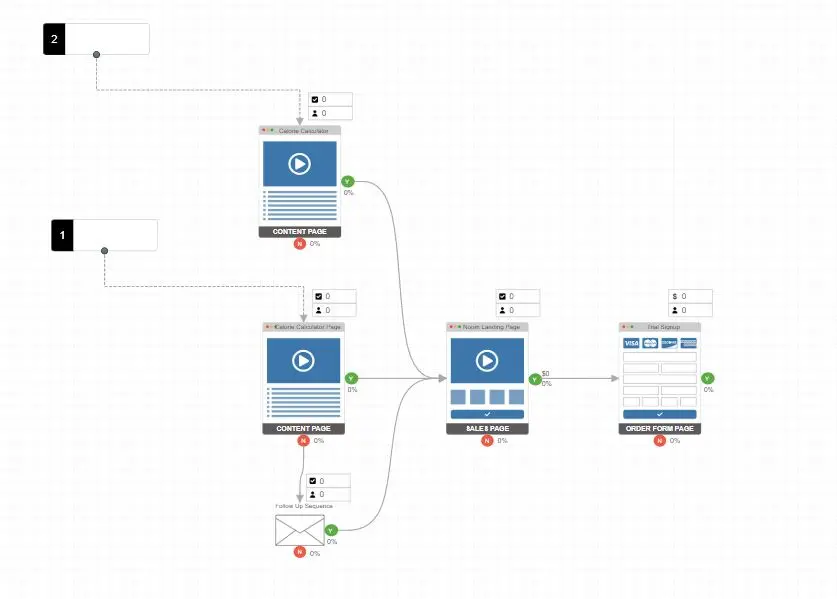 2
0
0
Calorie Calculator
Y
0%
CONTENT PAGE
N 0%
1
0
0
Calorie Calculator Page
Y
0%
CONTENT PAGE
N 0%
0
0
Noom Landing Page
Y
$0
0%
SALES PAGE
N 0%
$ 0
0
Trial Signup
VISA
Y
0%
ORDER FORM PAGE
N 0%
0
0
Follow Up Sequence
Y
0%
N 0%